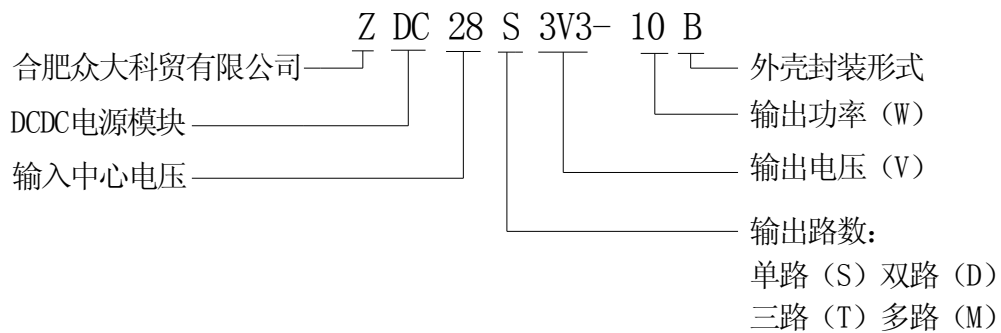 Z DC 28 S 3V3- 10 B
合肥众大科贸有限公司
DCDC电源模块
输入中心电压
外壳封装形式
输出功率（W）
输出电压（V）
输出路数：
单路（S）双路（D）
三路（T）多路（M）